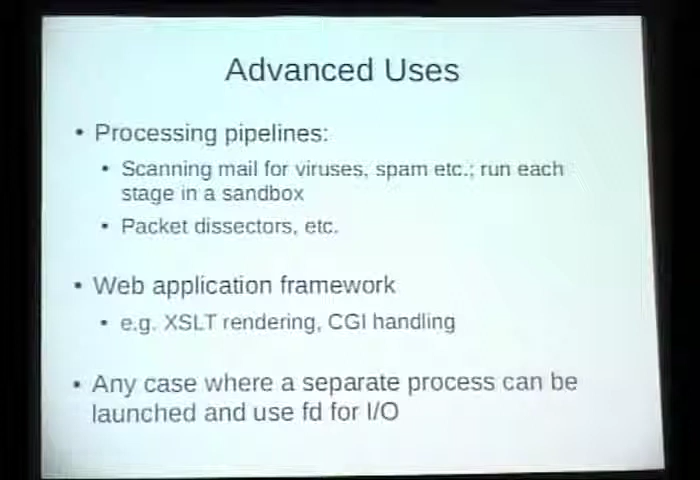 Advanced Uses
• Processing pipelines:
• Scanning mail for viruses, spam etc.; run each
stage in a sandbox
• Packet dissectors, etc.
• Web application framework
• e.g. XSLT rendering, CGI handling
• Any case where a separate process can be
launched and use fd for I/O